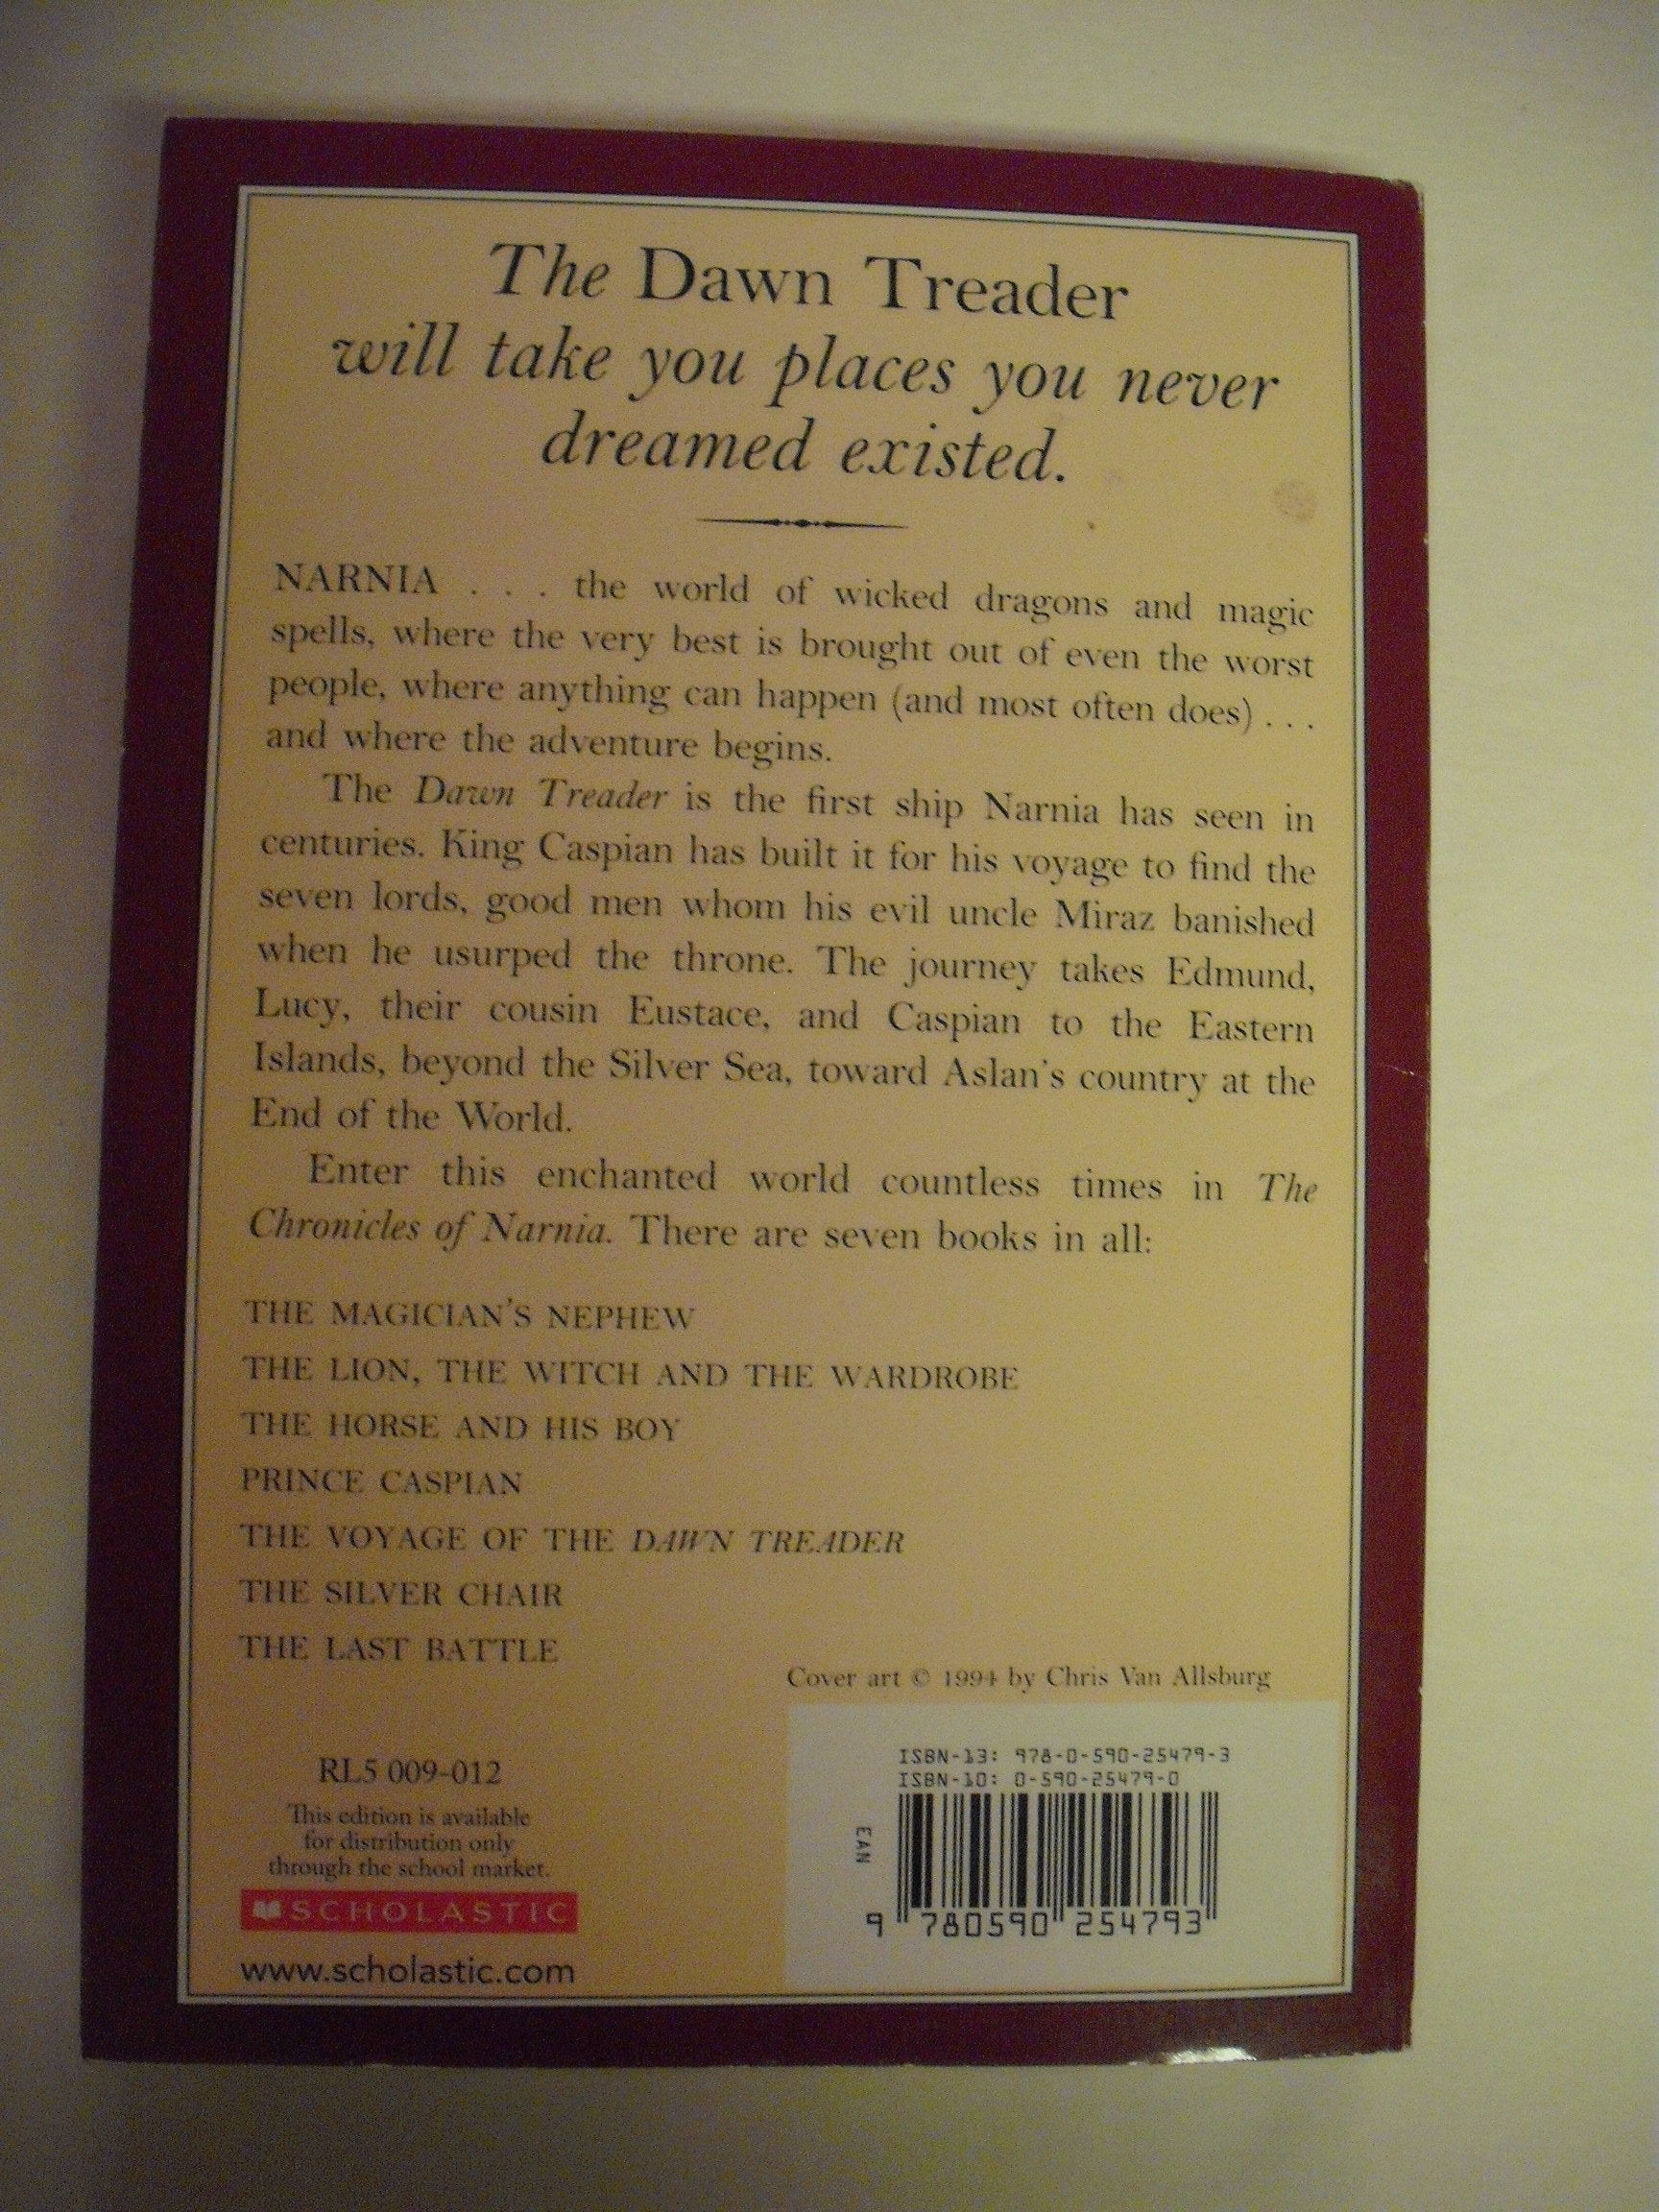 The Dawn Treader
will take you places you never
dreamed existed.
NARNIA . . . the world of wicked dragons and magic
spells, where the very best is brought out of even the worst
people, where anything can happen (and most often does) . . .
and where the adventure begins.
The Dawn Treader is the first ship Narnia has seen in
centuries. King Caspian has built it for his voyage to find the
seven lords, good men whom his evil uncle Miraz banished
when he usurped the throne. The journey takes Edmund,
Lucy, their cousin Eustace, and Caspian to the Eastern
Islands, beyond the Silver Sea, toward Aslan's country at the
End of the World.
Enter this enchanted world countless times in The
Chronicles of Narnia. There are seven books in all:
THE MAGICIAN'S NEPHEW
THE LION, THE WITCH AND THE WARDROBE
THE HORSE AND HIS BOY
PRINCE CASPIAN
THE VOYAGE OF THE DAWN TREADER
THE SILVER CHAIR
THE LAST BATTLE
Cover art © 1994 by Chris Van Allsburg
RL5 009-012
This edition is available
for distribution only
through the school market.
SCHOLASTIC
www.scholastic.com
ISBN-13: 978-0-590-25479-3
ISBN-10: 0-590-25479-0
EAN
9 780590 254793